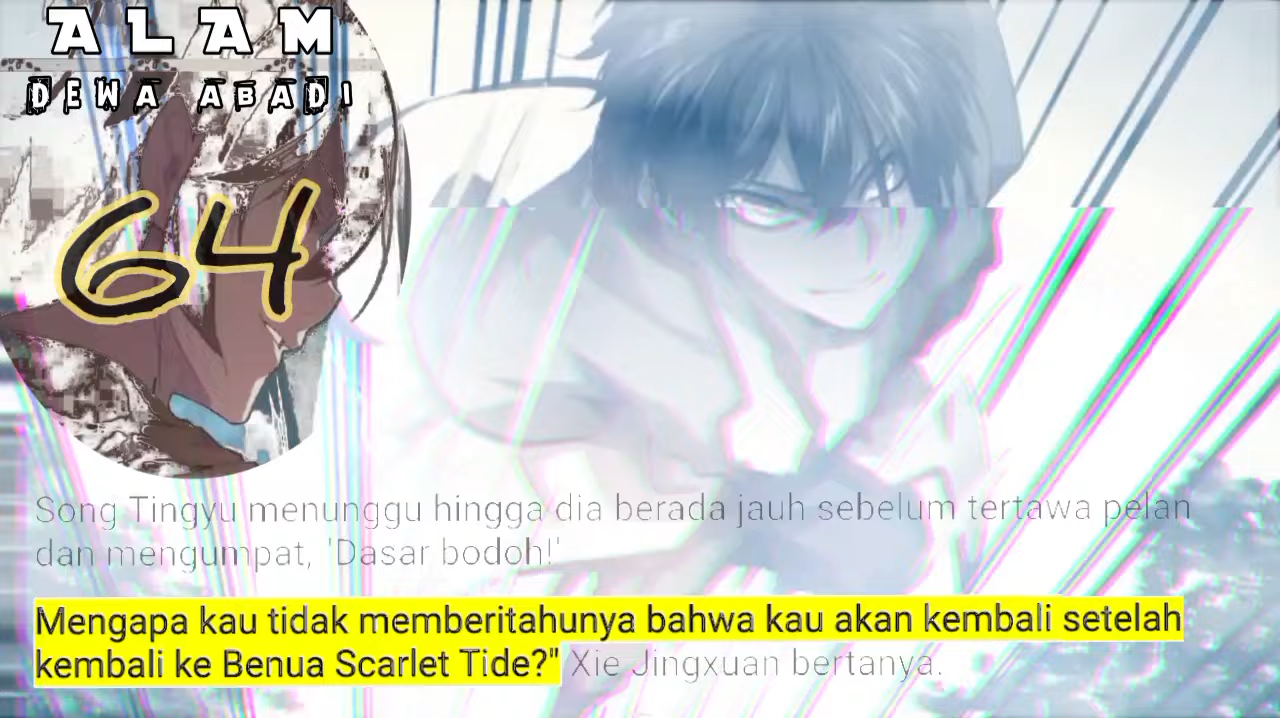 ALAM
DEWA ABADI
64
Song Tingyu menunggu hingga dia berada jauh sebelum tertawa pelan
dan mengumpat, 'Dasar bodoh!'
Mengapa kau tidak memberitahunya bahwa kau akan kembali setelah
kembali ke Benua Scarlet Tide?" Xie Jingxuan bertanya.